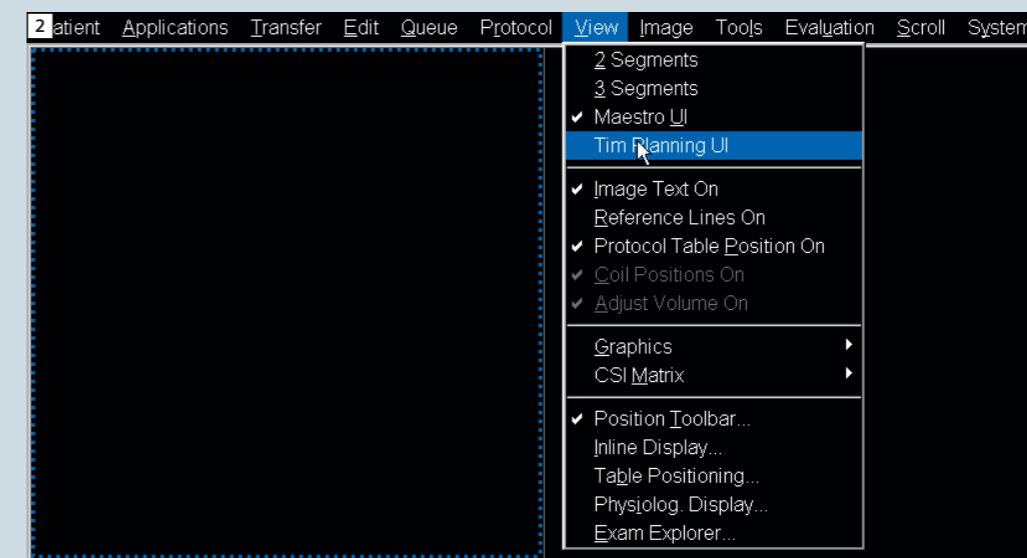 2 atient Applications Transfer Edit Queue Protocol View Image Tools Evaluation Scroll System
2 Segments
3 Segments
Maestro UI
Tim Planning UI
Image Text On
Reference Lines On
Protocol Table Position On
Coil Positions On
Adjust Volume On
Graphics
CSI Matrix
Position Toolbar...
Inline Display...
Table Positioning...
Physiolog. Display...
Exam Explorer...